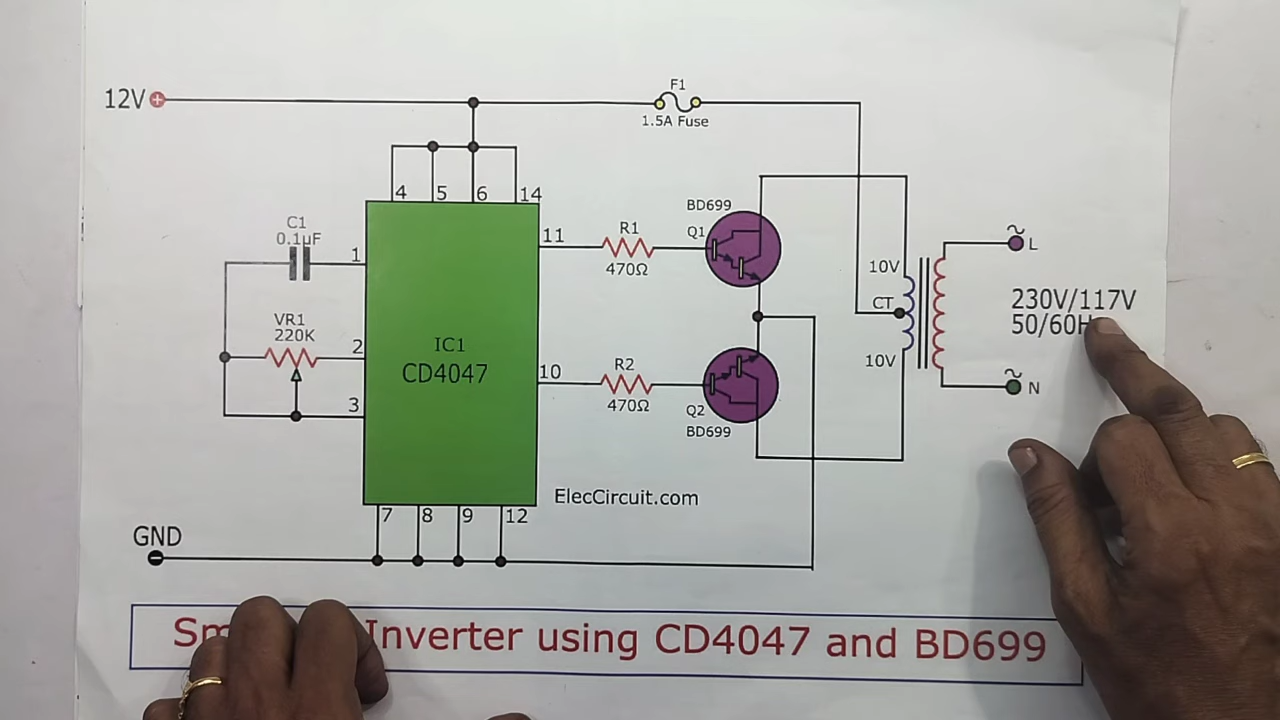 12V
F1
1.5A Fuse
4 5 6 14
C1
0.1µF
1
VR1
220K
2
3
IC1
CD4047
11
R1
470Ω
BD699
Q1
10
R2
470Ω
Q2
BD699
10V
CT
10V
L
230V/117V
50/60H
N
ElecCircuit.com
7 8 9 12
GND
Inverter using CD4047 and BD699